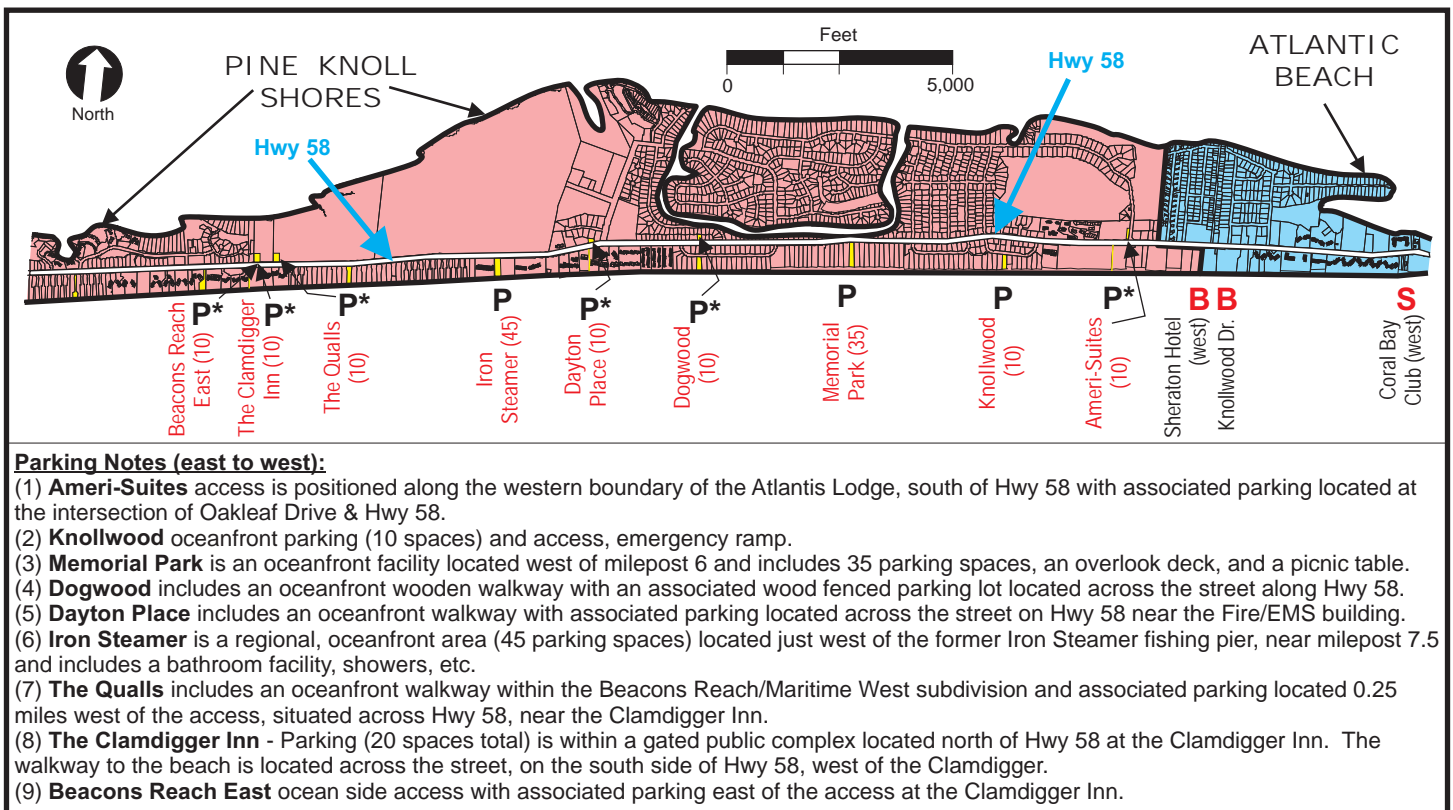 PINE KNOLL
SHORES
Feet
0
5,000
Hwy 58
ATLANTIC
BEACH
North
Hwy 58
P*
P*
P*
P
P*
P*
P
P
P*
B
B
S
Beacons Reach
East (10)
The Clamdigger
Inn (10)
The Qualls
(10)
Iron
Steamer (45)
Dayton
Place (10)
Dogwood
(10)
Memorial
Park (35)
Knollwood
(10)
Ameri-Suites
(10)
Sheraton Hotel
(west)
Knollwood Dr.
Coral Bay
Club (west)
Parking Notes (east to west):
(1) Ameri-Suites access is positioned along the western boundary of the Atlantis Lodge, south of Hwy 58 with associated parking located at
the intersection of Oakleaf Drive & Hwy 58.
(2) Knollwood oceanfront parking (10 spaces) and access, emergency ramp.
(3) Memorial Park is an oceanfront facility located west of milepost 6 and includes 35 parking spaces, an overlook deck, and a picnic table.
(4) Dogwood includes an oceanfront wooden walkway with an associated wood fenced parking lot located across the street along Hwy 58.
(5) Dayton Place includes an oceanfront walkway with associated parking located across the street on Hwy 58 near the Fire/EMS building.
(6) Iron Steamer is a regional, oceanfront area (45 parking spaces) located just west of the former Iron Steamer fishing pier, near milepost 7.5
and includes a bathroom facility, showers, etc.
(7) The Qualls includes an oceanfront walkway within the Beacons Reach/Maritime West subdivision and associated parking located 0.25
miles west of the access, situated across Hwy 58, near the Clamdigger Inn.
(8) The Clamdigger Inn - Parking (20 spaces total) is within a gated public complex located north of Hwy 58 at the Clamdigger Inn. The
walkway to the beach is located across the street, on the south side of Hwy 58, west of the Clamdigger.
(9) Beacons Reach East ocean side access with associated parking east of the access at the Clamdigger Inn.